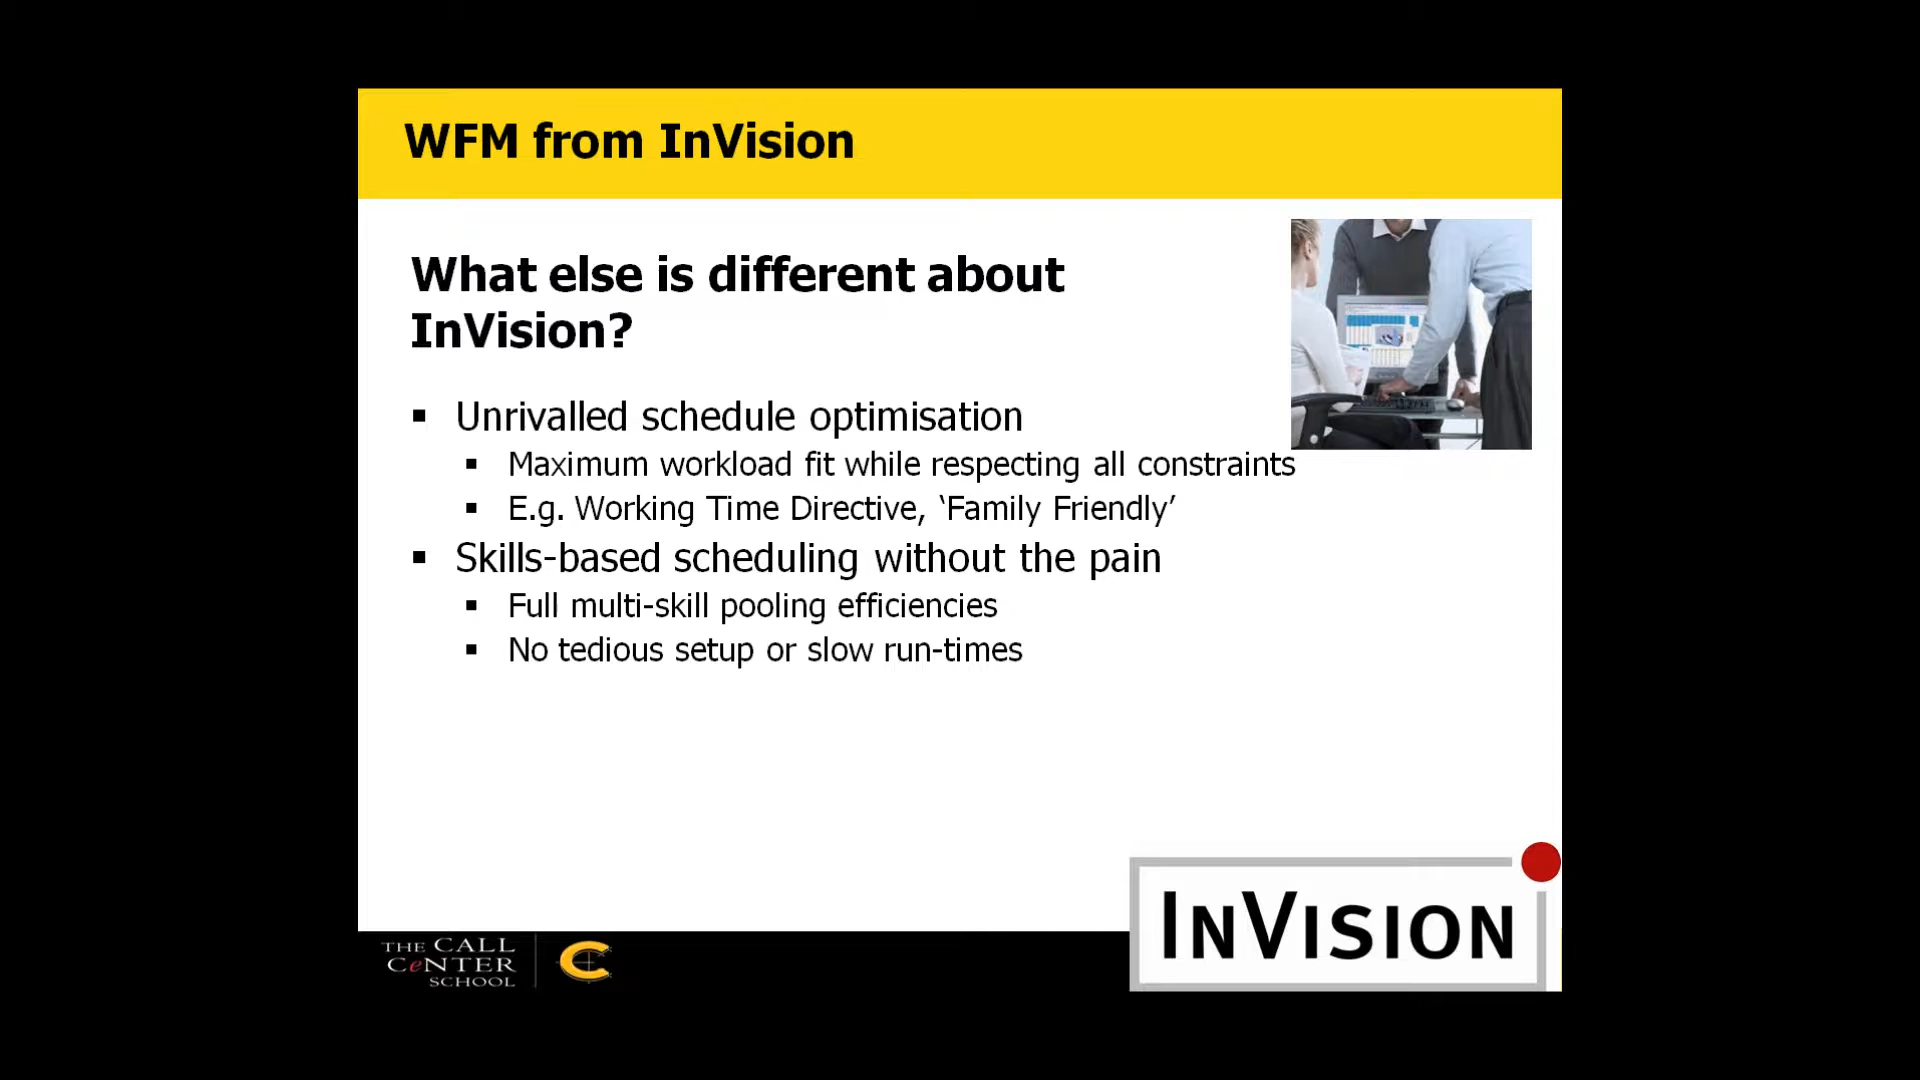 WFM from InVision
What else is different about
InVision?
▪ Unrivalled schedule optimisation
▪ Maximum workload fit while respecting all constraints
▪ E.g. Working Time Directive, ‘Family Friendly’
▪ Skills-based scheduling without the pain
▪ Full multi-skill pooling efficiencies
▪ No tedious setup or slow run-times
THE CALL
CeNTER
SCHOOL
INVISION